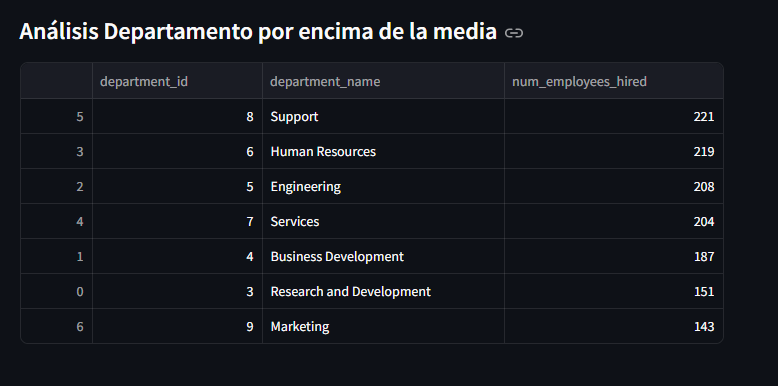 Análisis Departamento por encima de la media
department_id department_name num_employees_hired
5 8 Support 221
3 6 Human Resources 219
2 5 Engineering 208
4 7 Services 204
1 4 Business Development 187
0 3 Research and Development 151
6 9 Marketing 143